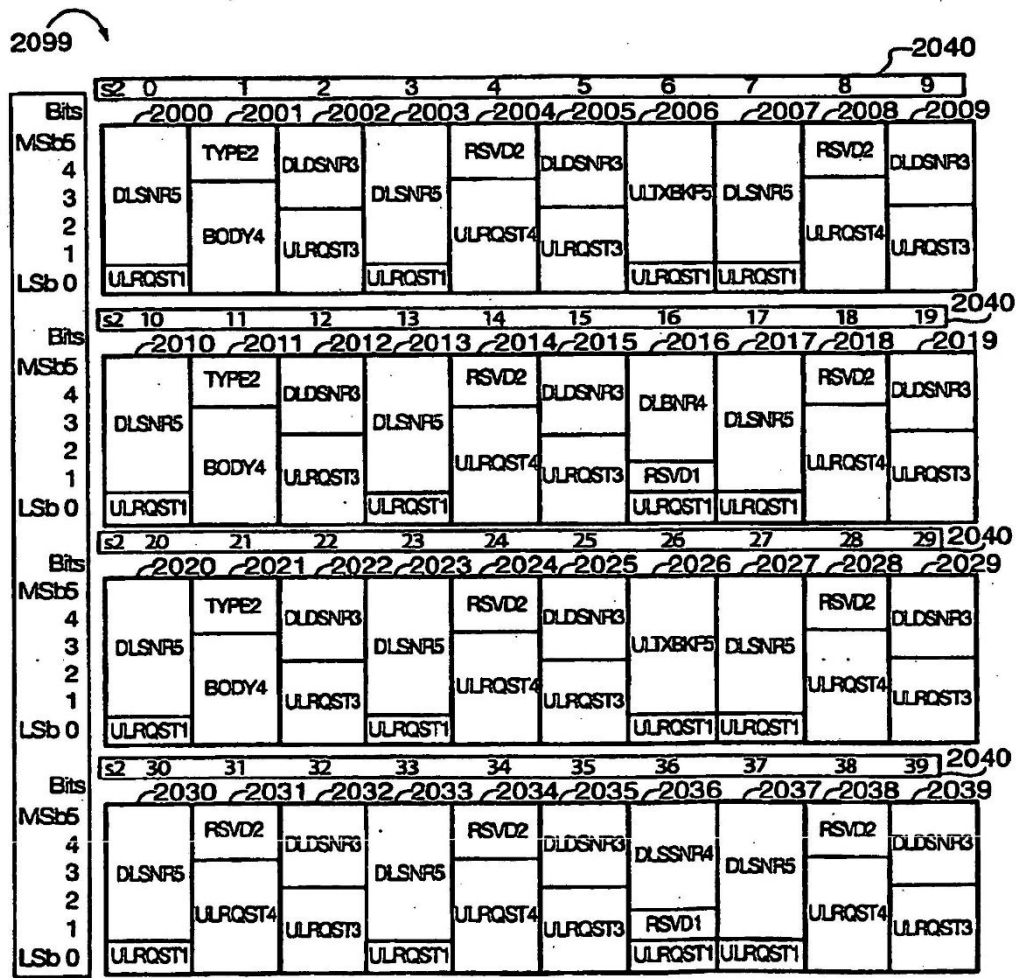 2099
2040
s2 0 1 2 3 4 5 6 7 8 9
Bits 2000 2001 2002 2003 2004 2005 2006 2007 2008 2009
MSb5 TYPE2 RSVD2 RSVD2
4 DLDSNR3 DLDSNR3 DLDSNR3
3 DLSNR5 DLSNR5 ULTXBKF5 DLSNR5
2 BODY4 ULRQST4 ULRQST4
1 ULRQST3 ULRQST3 ULRQST3
LSb 0 ULRQST1 ULRQST1 ULRQST1 ULRQST1
2040
s2 10 11 12 13 14 15 16 17 18 19
Bits 2010 2011 2012 2013 2014 2015 2016 2017 2018 2019
MSb5 TYPE2 RSVD2 RSVD2
4 DLDSNR3 DLDSNR3 DLBNR4 DLDSNR3
3 DLSNR5 DLSNR5 DLSNR5
2 BODY4 ULRQST4 ULRQST4
1 ULRQST3 ULRQST3 RSVD1 ULRQST3
LSb 0 ULRQST1 ULRQST1 ULRQST1 ULRQST1
s2 20 21 22 23 24 25 26 27 28 29 2040
Bits 2020 2021 2022 2023 2024 2025 2026 2027 2028 2029
MSb5 TYPE2 RSVD2 RSVD2
4 DLDSNR3 DLDSNR3 DLDSNR3
3 DLSNR5 DLSNR5 ULTXBKF5 DLSNR5
2 BODY4 ULRQST4 ULRQST4
1 ULRQST3 ULRQST3 ULRQST3
LSb 0 ULRQST1 ULRQST1 ULRQST1 ULRQST1
2040
s2 30 31 32 33 34 35 36 37 38 39
Bits 2030 2031 2032 2033 2034 2035 2036 2037 2038 2039
MSb5 RSVD2 RSVD2 RSVD2
4 DLDSNR3 DLDSNR3 DLSSNR4 DLDSNR3
3 DLSNR5 DLSNR5 DLSNR5
2 ULRQST4 ULRQST4 ULRQST4
1 ULRQST3 ULRQST3 RSVD1 ULRQST3
LSb 0 ULRQST1 ULRQST1 ULRQST1 ULRQST1